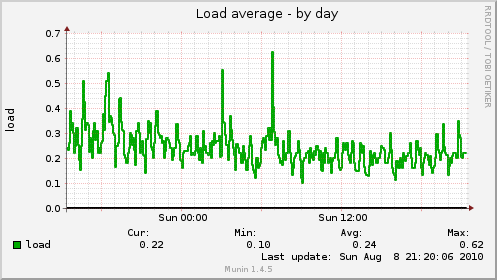 Load average - by day
RRDTOOL / TOBI OETIKER
load
0.7
0.6
0.5
0.4
0.3
0.2
0.1
0.0
Sun 00:00 Sun 12:00
Cur: Min: Avg: Max:
load 0.22 0.10 0.24 0.62
Last update: Sun Aug 8 21:20:06 2010
Munin 1.4.5